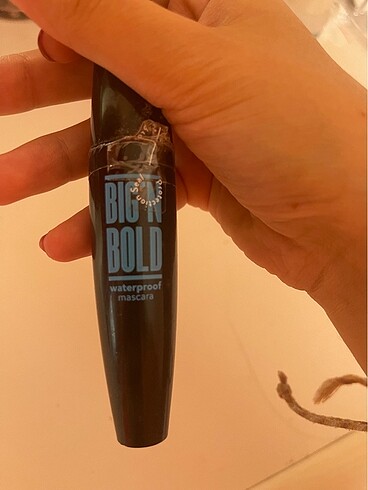 Protection Seal
BIG'N
BOLD
waterproof
mascara